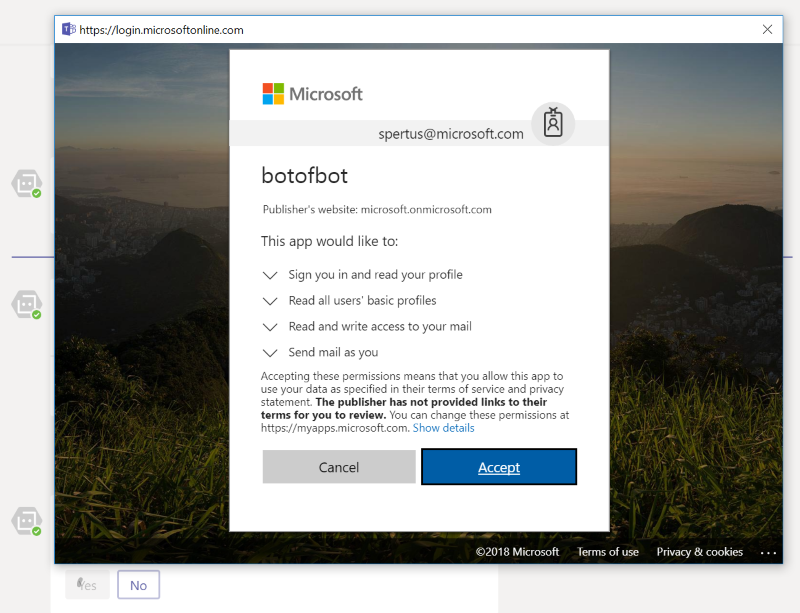 https://login.microsoftonline.com
Microsoft
spertus@microsoft.com
botofbot
Publisher's website: microsoft.onmicrosoft.com
This app would like to:
Sign you in and read your profile
Read all users' basic profiles
Read and write access to your mail
Send mail as you
Accepting these permissions means that you allow this app to
use your data as specified in their terms of service and privacy
statement. The publisher has not provided links to their
terms for you to review. You can change these permissions at
https://myapps.microsoft.com. Show details
Cancel
Accept
©2018 Microsoft
Terms of use
Privacy & cookies
...
Yes
No